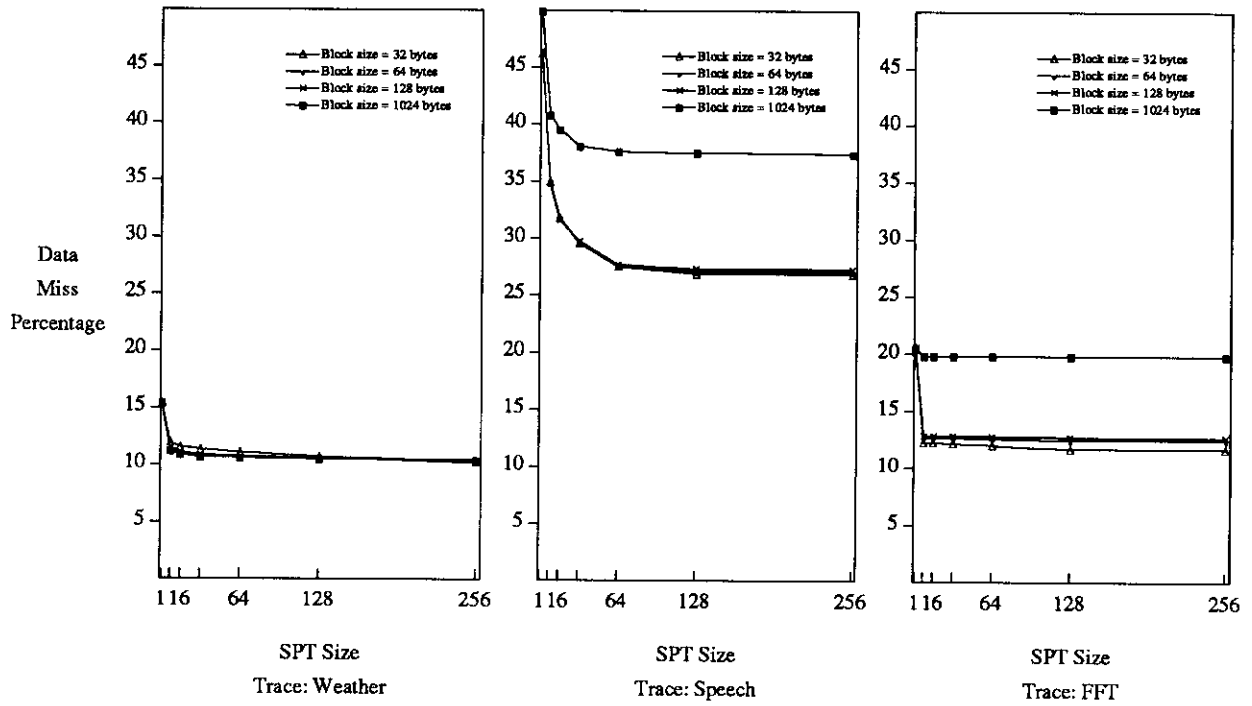 Data
Miss
Percentage
45
40
35
30
25
20
15
10
5
Block size = 32 bytes
Block size = 64 bytes
Block size = 128 bytes
Block size = 1024 bytes
1 16 64 128 256
SPT Size
Trace: Weather
45
40
35
30
25
20
15
10
5
Block size = 32 bytes
Block size = 64 bytes
Block size = 128 bytes
Block size = 1024 bytes
1 16 64 128 256
SPT Size
Trace: Speech
45
40
35
30
25
20
15
10
5
Block size = 32 bytes
Block size = 64 bytes
Block size = 128 bytes
Block size = 1024 bytes
1 16 64 128 256
SPT Size
Trace: FFT